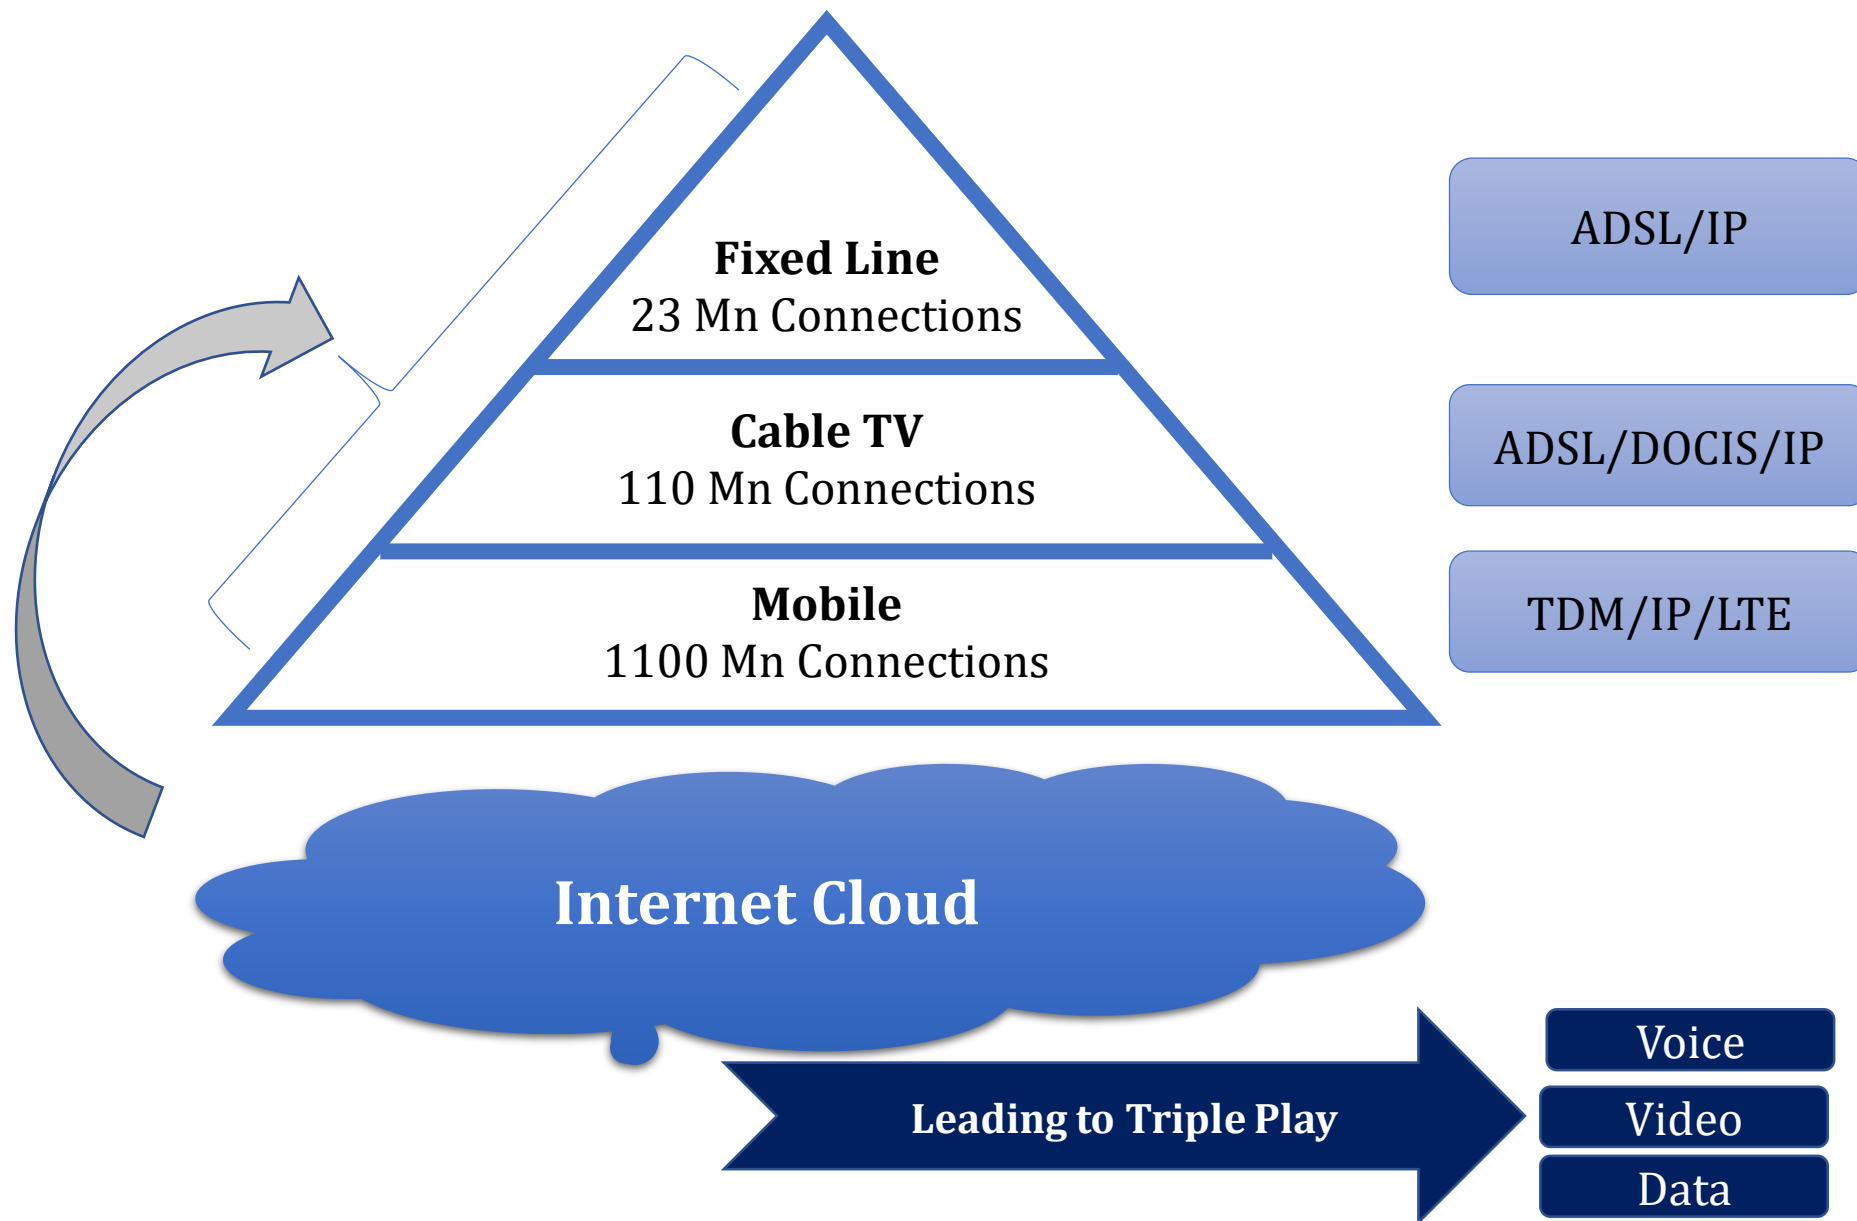 Fixed Line
23 Mn Connections
ADSL/IP
Cable TV
110 Mn Connections
ADSL/DOCIS/IP
Mobile
1100 Mn Connections
TDM/IP/LTE
Internet Cloud
Leading to Triple Play
Voice
Video
Data